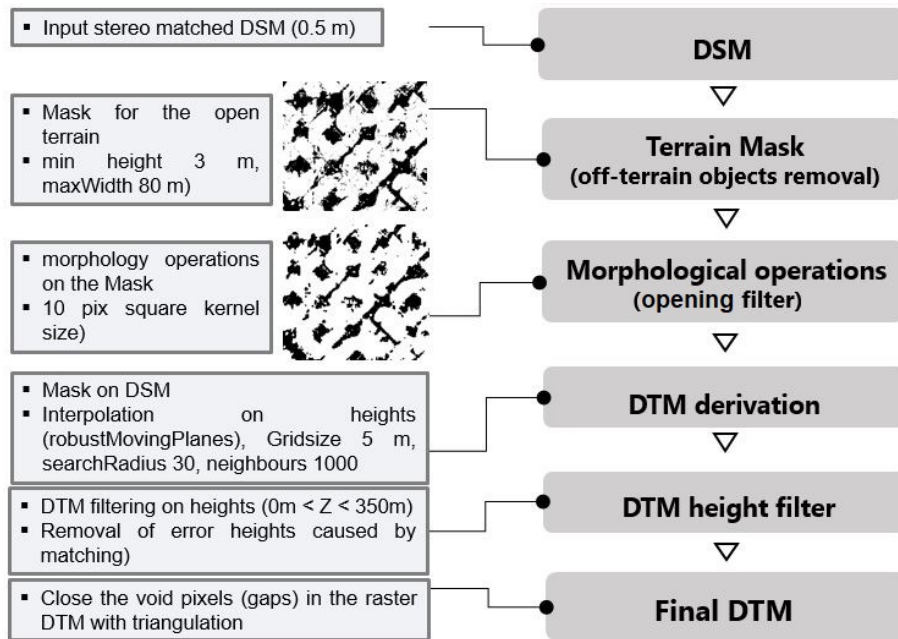 ▪ Input stereo matched DSM (0.5 m)
DSM
▪ Mask for the open
terrain
▪ min height 3 m,
maxWidth 80 m)
Terrain Mask
(off-terrain objects removal)
▪ morphology operations
on the Mask
▪ 10 pix square kernel
size)
Morphological operations
(opening filter)
▪ Mask on DSM
▪ Interpolation on heights
(robustMovingPlanes), Gridsize 5 m,
searchRadius 30, neighbours 1000
DTM derivation
▪ DTM filtering on heights (0m < Z < 350m)
▪ Removal of error heights caused by
matching)
DTM height filter
▪ Close the void pixels (gaps) in the raster
DTM with triangulation
Final DTM